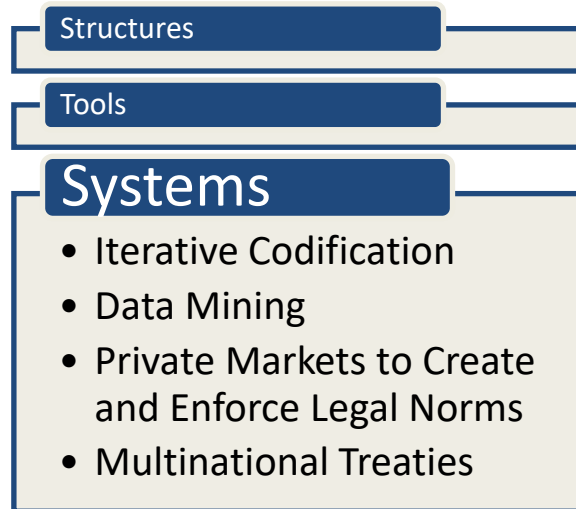 Structures
Tools
Systems
• Iterative Codification
• Data Mining
• Private Markets to Create
and Enforce Legal Norms
• Multinational Treaties